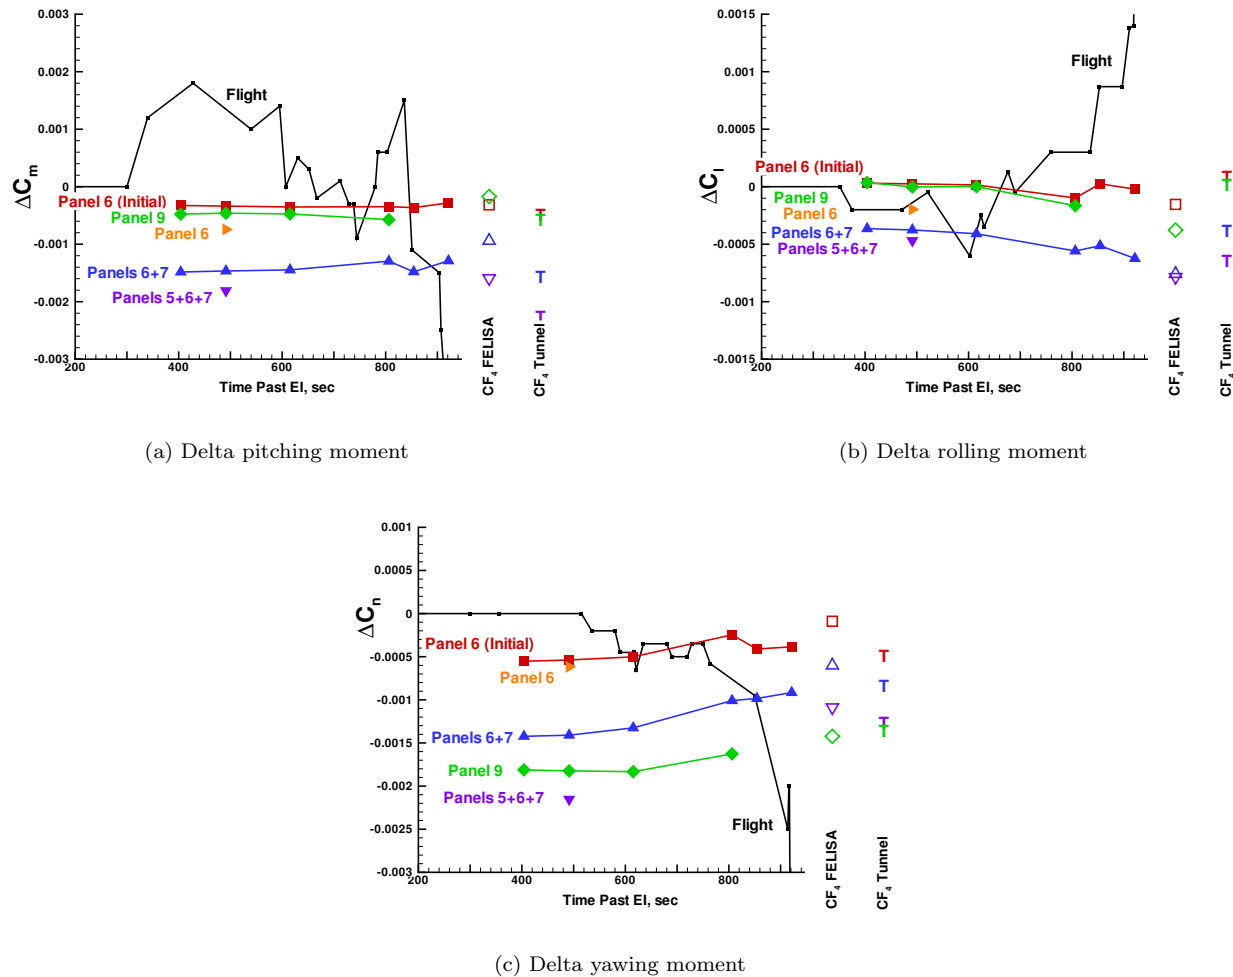 0.003
0.002
0.001
0
-0.001
-0.002
-0.003
ΔCm
Flight
Panel 6 (Initial)
Panel 9
Panel 6
Panels 6+7
Panels 5+6+7
200
400
600
800
Time Past EI, sec
CF4 FELISA
CF4 Tunnel
T
T
T
T
(a) Delta pitching moment
0.0015
0.001
0.0005
0
-0.0005
-0.001
-0.0015
ΔCl
Flight
Panel 6 (Initial)
Panel 9
Panel 6
Panels 6+7
Panels 5+6+7
200
400
600
800
Time Past EI, sec
CF4 FELISA
CF4 Tunnel
T
T
T
T
(b) Delta rolling moment
0.001
0.0005
0
-0.0005
-0.001
-0.0015
-0.002
-0.0025
-0.003
ΔCn
Panel 6 (Initial)
Panel 6
Panels 6+7
Panel 9
Panels 5+6+7
Flight
200
400
600
800
Time Past EI, sec
CF4 FELISA
CF4 Tunnel
T
T
T
T
(c) Delta yawing moment